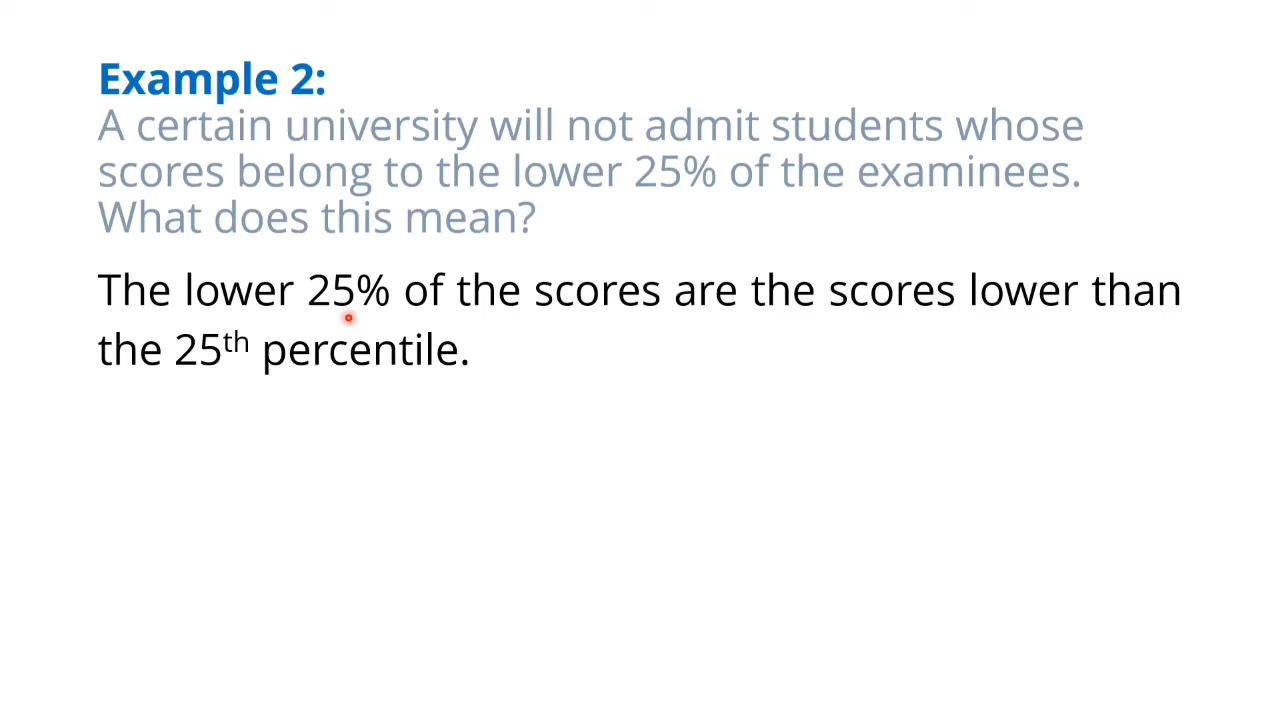 Example 2:
A certain university will not admit students whose
scores belong to the lower 25% of the examinees.
What does this mean?
The lower 25% of the scores are the scores lower than
the 25th percentile.